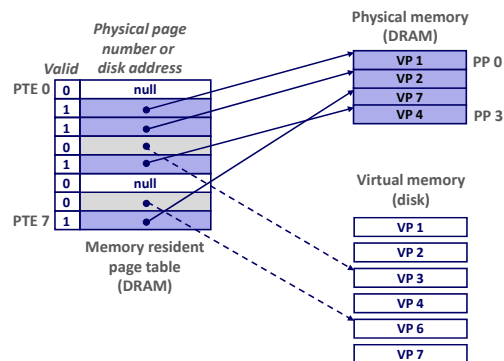 Physical page
number or
disk address
Valid
PTE 0
0
null
1
1
0
1
0
null
0
PTE 7
1
Memory resident
page table
(DRAM)
Physical memory
(DRAM)
VP 1
PP 0
VP 2
VP 7
VP 4
PP 3
Virtual memory
(disk)
VP 1
VP 2
VP 3
VP 4
VP 6
VP 7